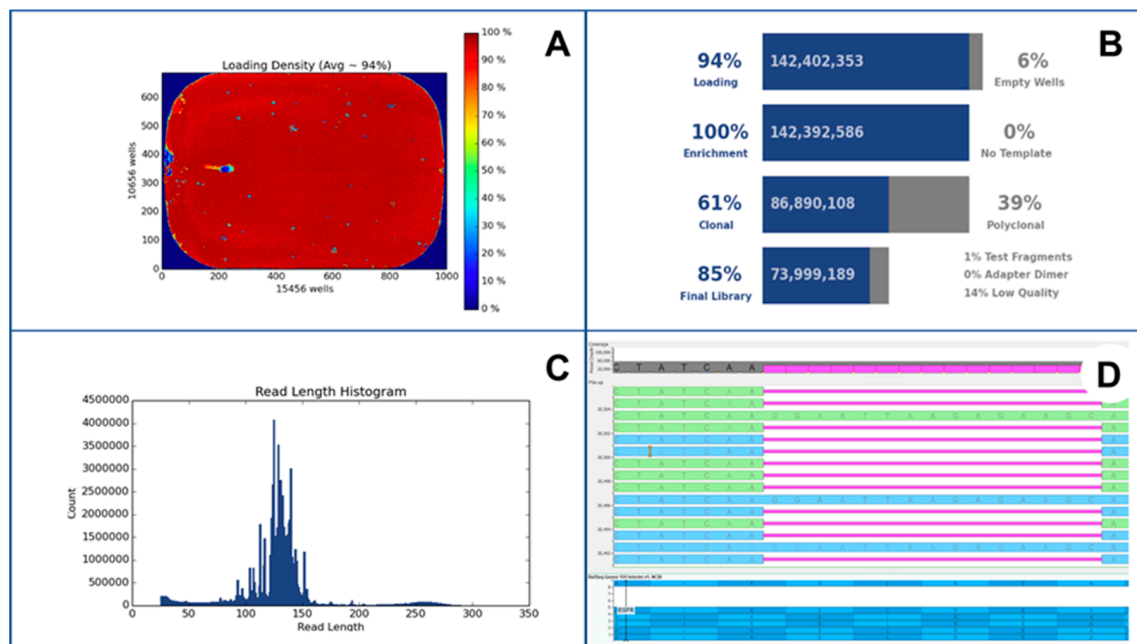 A
Loading Density (Avg ~ 94%)
100 %
90 %
80 %
70 %
60 %
50 %
40 %
30 %
20 %
10 %
0 %
600
500
400
300
200
100
0
10656 wells
0 200 400 600 800 1000
15456 wells
B
94%
Loading
142,402,353
6%
Empty Wells
100%
Enrichment
142,392,586
0%
No Template
61%
Clonal
86,890,108
39%
Polyclonal
85%
Final Library
73,999,189
1% Test Fragments
0% Adapter Dimer
14% Low Quality
C
Read Length Histogram
4500000
4000000
3500000
3000000
2500000
2000000
1500000
1000000
500000
0
Count
0 50 100 150 200 250 300 350
Read Length
D
Coverage
C T A T C A A
Pile-up
C T A T C A A A
C T A T C A A
C T A T C A A G G A A T T A A G A G A A G C A
C T A T C A A A
C T A T C A A A
C T C A A A
C T A T C A A A
C T A T C A A A
C T A T C A A A
C T A T C A A G G A A T T A A G A G A A G C A
C T A T C A A A
C T A T C A A A
C T A T C A A A
C T A T C A A A A T T A A G A G A A G C A
C T A T C A A A
EGFR